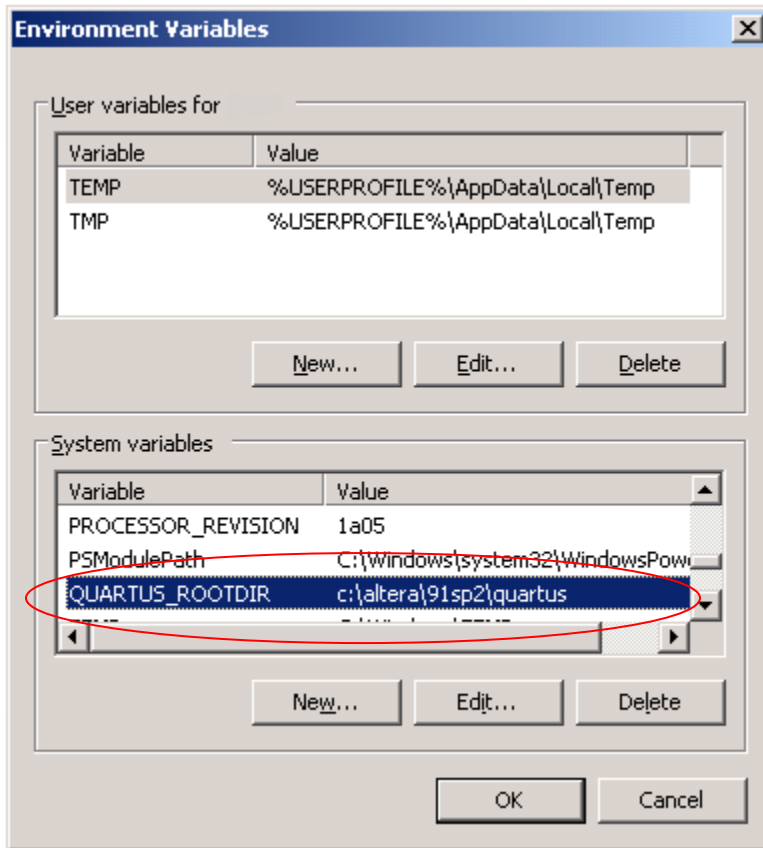 Environment Variables
User variables for
Variable Value
TEMP %USERPROFILE%\AppData\Local\Temp
TMP %USERPROFILE%\AppData\Local\Temp
New... Edit... Delete
System variables
Variable Value
PROCESSOR_REVISION 1a05
PSModulePath C:\Windows\system32\WindowsPow
QUARTUS_ROOTDIR c:\altera\91sp2\quartus
New... Edit... Delete
OK Cancel